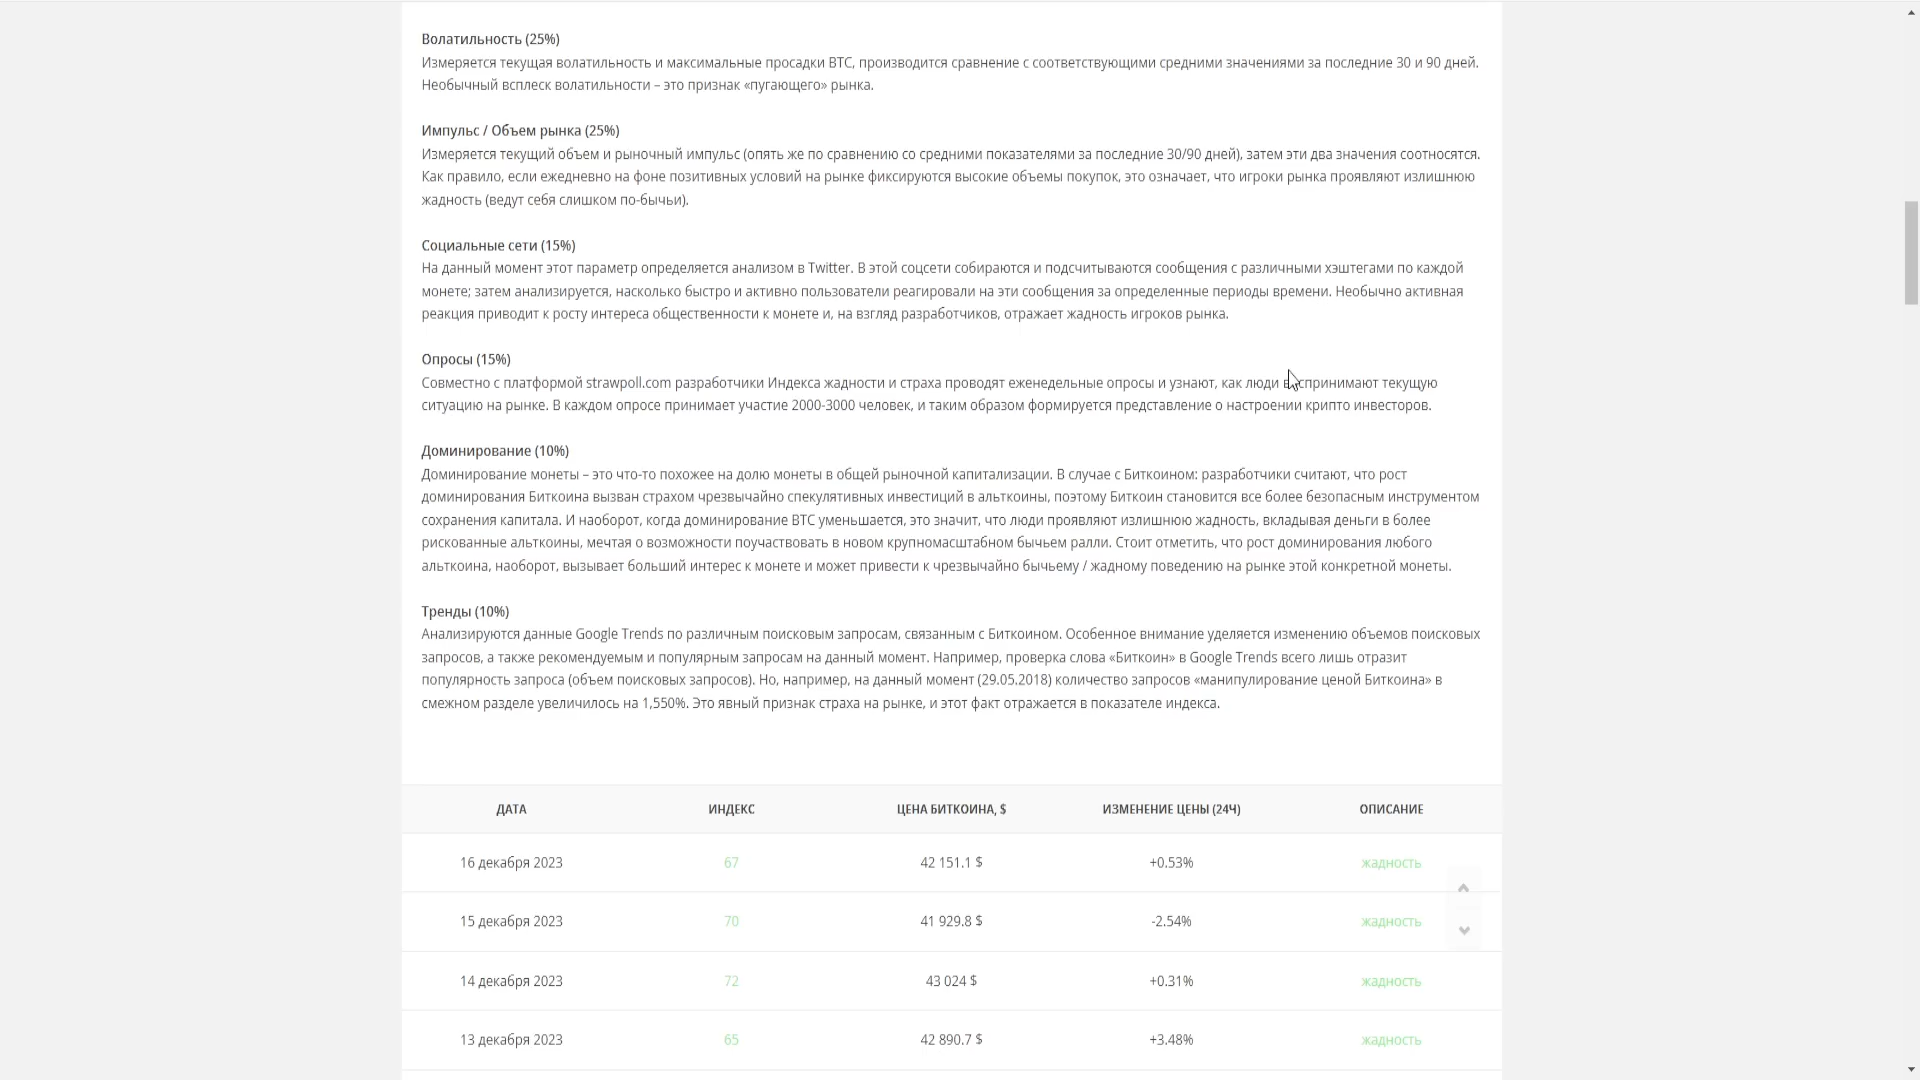 Волатильность (25%)
Измеряется текущая волатильность и максимальные просадки BTC, производится сравнение с соответствующими средними значениями за последние 30 и 90 дней.
Необычный всплеск волатильности – это признак «пугающего» рынка.
Импульс / Объем рынка (25%)
Измеряется текущий объем и рыночный импульс (опять же по сравнению со средними показателями за последние 30/90 дней), затем эти два значения соотносятся.
Как правило, если ежедневно на фоне позитивных условий на рынке фиксируются высокие объемы покупок, это означает, что игроки рынка проявляют излишнюю
жадность (ведут себя слишком по-бычьи).
Социальные сети (15%)
На данный момент этот параметр определяется анализом в Twitter. В этой соцсети собираются и подсчитываются сообщения с различными хэштегами по каждой
монете; затем анализируется, насколько быстро и активно пользователи реагировали на эти сообщения за определенные периоды времени. Необычно активная
реакция приводит к росту интереса общественности к монете и, на взгляд разработчиков, отражает жадность игроков рынка.
Опросы (15%)
Совместно с платформой strawpoll.com разработчики Индекса жадности и страха проводят еженедельные опросы и узнают, как люди воспринимают текущую
ситуацию на рынке. В каждом опросе принимает участие 2000-3000 человек, и таким образом формируется представление о настроении крипто инвесторов.
Доминирование (10%)
Доминирование монеты – это что-то похожее на долю монеты в общей рыночной капитализации. В случае с Биткоином: разработчики считают, что рост
доминирования Биткоина вызван страхом чрезвычайно спекулятивных инвестиций в альткоины, поэтому Биткоин становится все более безопасным инструментом
сохранения капитала. И наоборот, когда доминирование BTC уменьшается, это значит, что люди проявляют излишнюю жадность, вкладывая деньги в более
рискованные альткоины, мечтая о возможности поучаствовать в новом крупномасштабном бычьем ралли. Стоит отметить, что рост доминирования любого
альткоина, наоборот, вызывает больший интерес к монете и может привести к чрезвычайно бычьему / жадному поведению на рынке этой конкретной монеты.
Тренды (10%)
Анализируются данные Google Trends по различным поисковым запросам, связанным с Биткоином. Особенное внимание уделяется изменению объемов поисковых
запросов, а также рекомендуемым и популярным запросам на данный момент. Например, проверка слова «Биткоин» в Google Trends всего лишь отразит
популярность запроса (объем поисковых запросов). Но, например, на данный момент (29.05.2018) количество запросов «манипулирование ценой Биткоина» в
смежном разделе увеличилось на 1,550%. Это явный признак страха на рынке, и этот факт отражается в показателе индекса.
ДАТА ИНДЕКС ЦЕНА БИТКОИНА, $ ИЗМЕНЕНИЕ ЦЕНЫ (24Ч) ОПИСАНИЕ
16 декабря 2023 67 42 151.1 $ +0.53% жадность
15 декабря 2023 70 41 929.8 $ -2.54% жадность
14 декабря 2023 72 43 024 $ +0.31% жадность
13 декабря 2023 65 42 890.7 $ +3.48% жадность